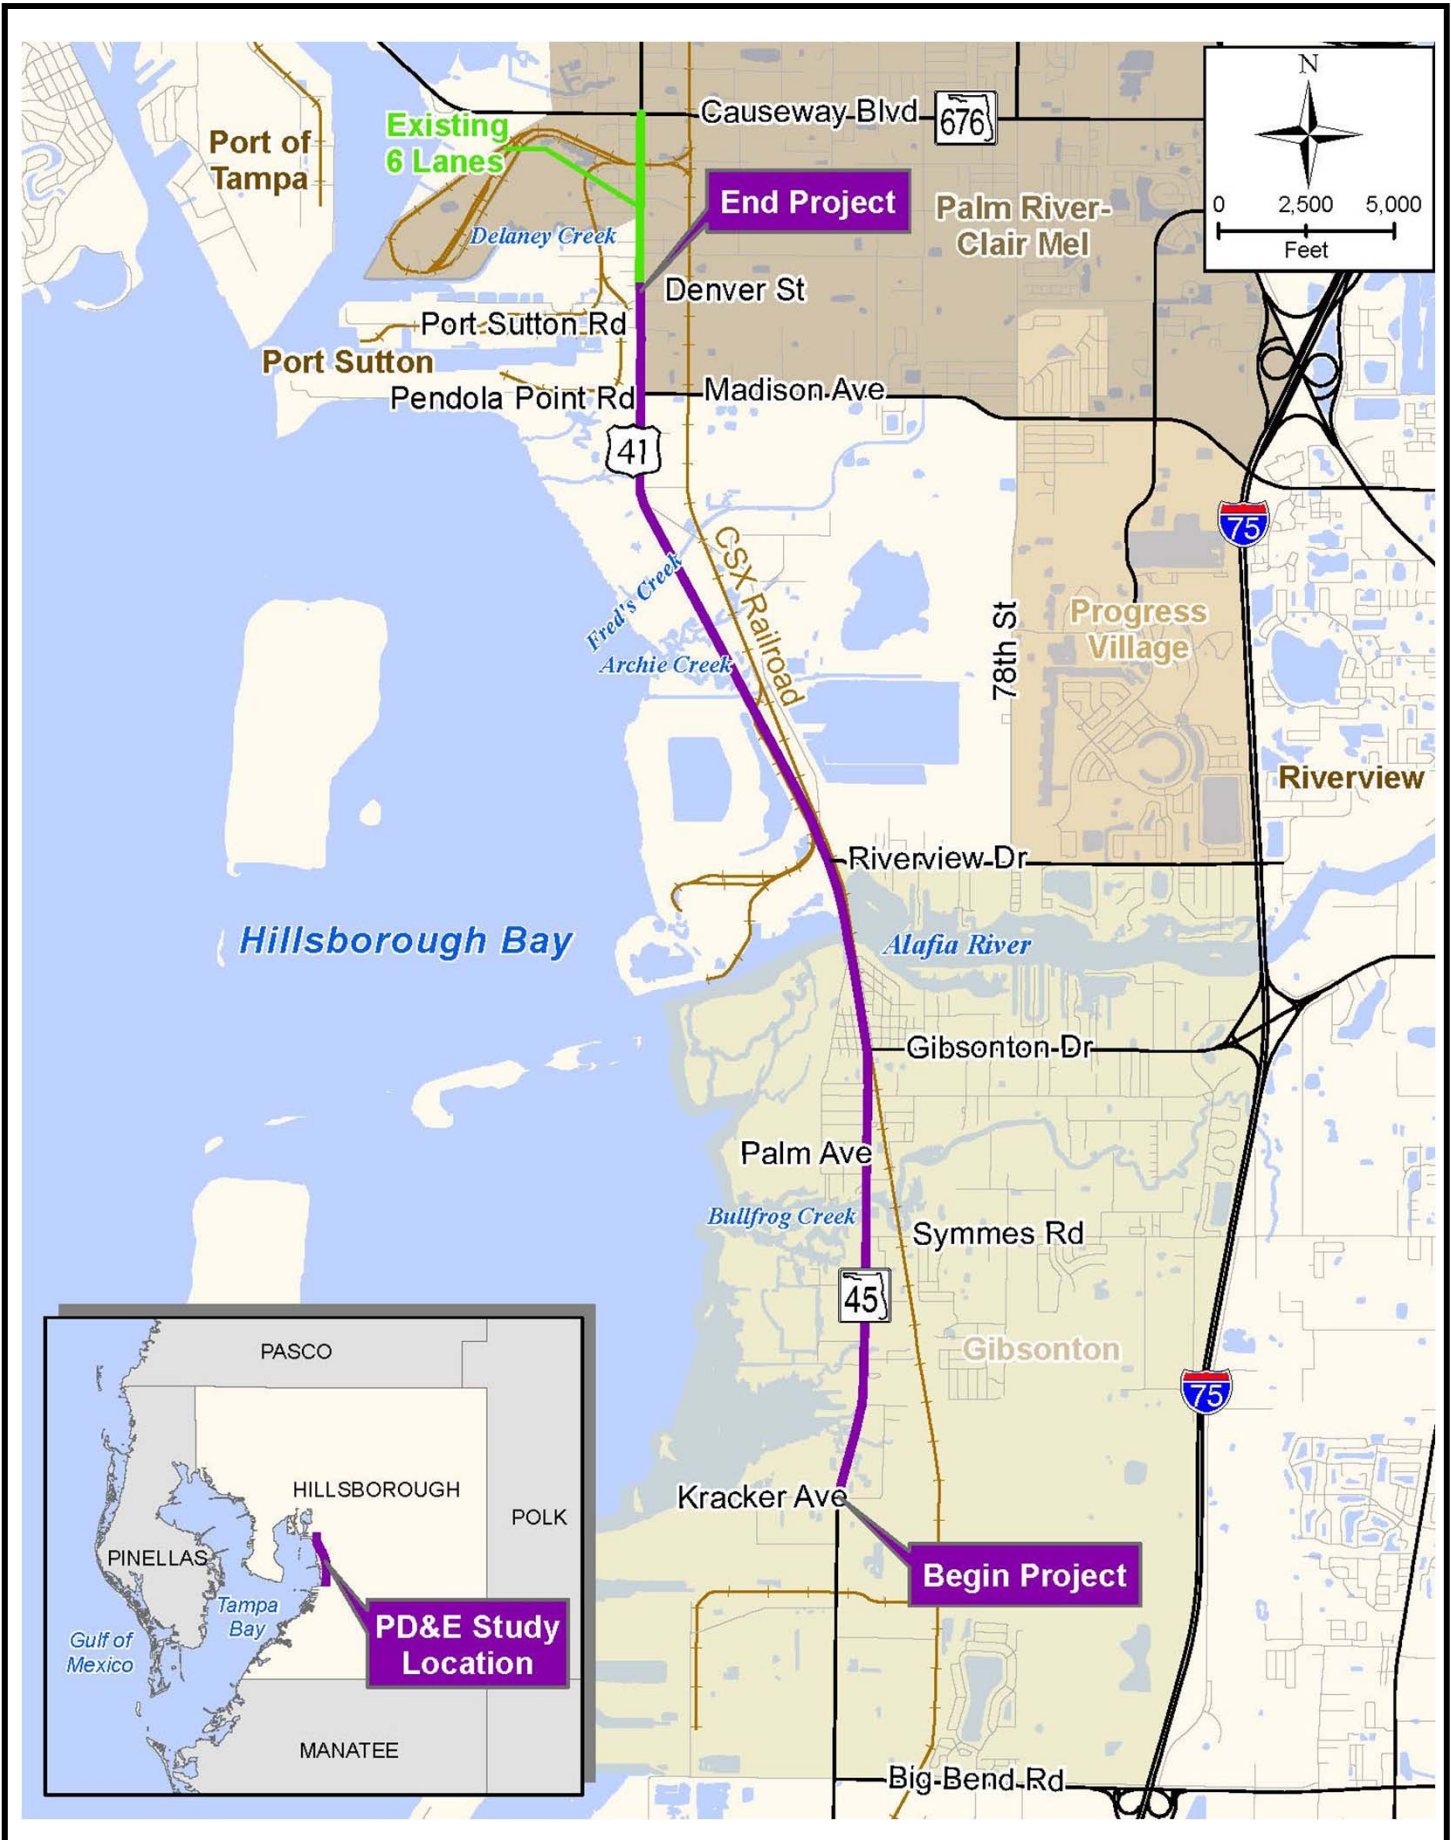 N
0 2,500 5,000
Feet
Causeway Blvd
676
Existing
6 Lanes
Port of
Tampa
End Project
Palm River-
Clair Mel
Delaney Creek
Denver St
Port Sutton Rd
Port Sutton
Pendola Point Rd
Madison Ave
41
75
CSX Railroad
Fred's Creek
Archie Creek
78th St
Progress
Village
Riverview
Riverview Dr
Hillsborough Bay
Alafia River
Gibsonton Dr
Palm Ave
Bullfrog Creek
Symmes Rd
45
Gibsonton
75
Kracker Ave
Begin Project
Big Bend Rd
PASCO
HILLSBOROUGH
POLK
PINELLAS
Tampa
Bay
Gulf of
Mexico
PD&E Study
Location
MANATEE